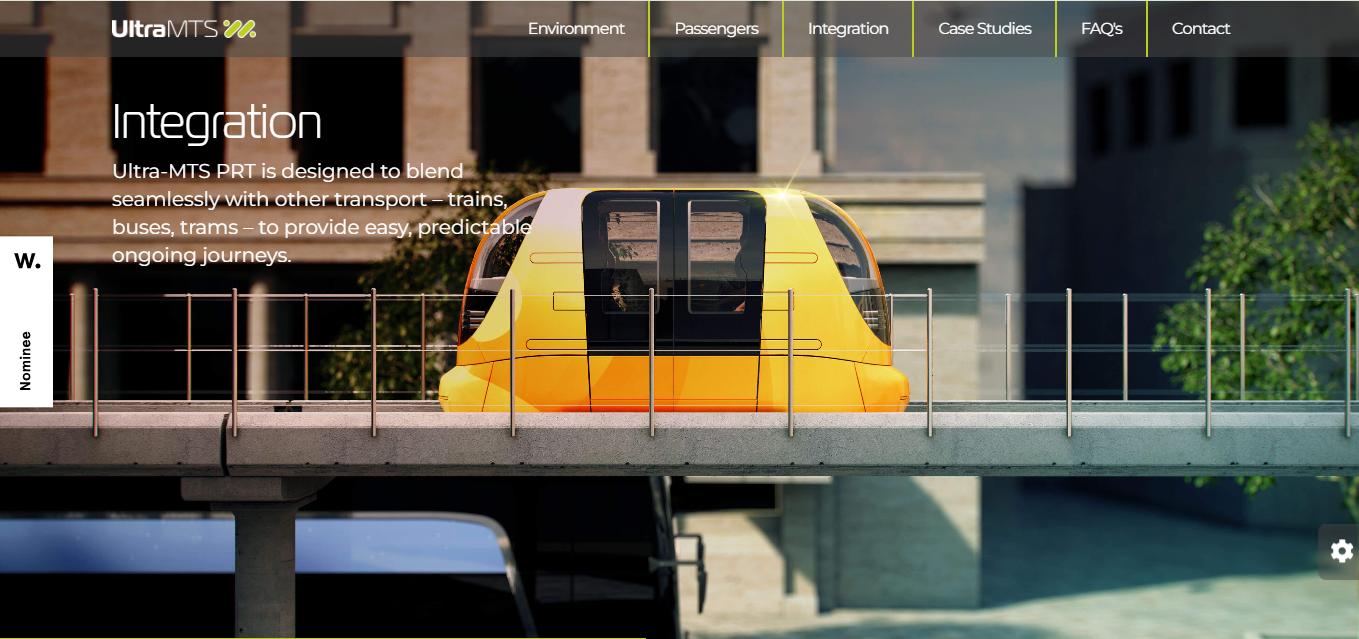 UltraMTS
Environment
Passengers
Integration
Case Studies
FAQ's
Contact
Integration
Ultra-MTS PRT is designed to blend
seamlessly with other transport – trains,
buses, trams – to provide easy, predictable
ongoing journeys.
W.
Nominee